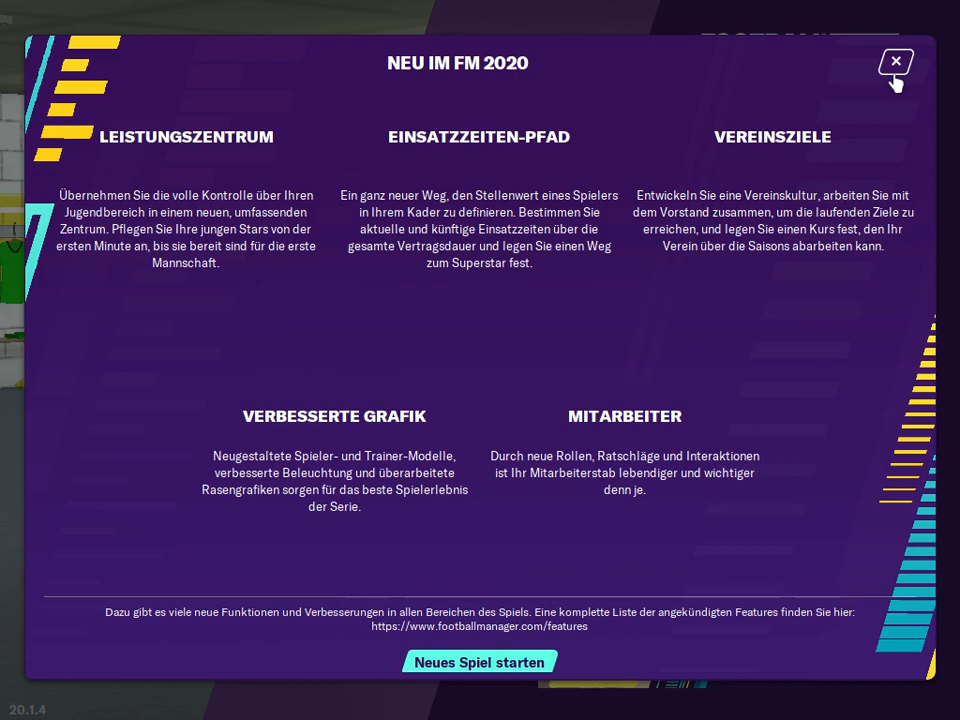 NEU IM FM 2020
LEISTUNGSZENTRUM
Übernehmen Sie die volle Kontrolle über Ihren
Jugendbereich in einem neuen, umfassenden
Zentrum. Pflegen Sie Ihre jungen Stars von der
ersten Minute an, bis sie bereit sind für die erste
Mannschaft.
EINSATZZEITEN-PFAD
Ein ganz neuer Weg, den Stellenwert eines Spielers
in Ihrem Kader zu definieren. Bestimmen Sie
aktuelle und künftige Einsatzzeiten über die
gesamte Vertragsdauer und legen Sie einen Weg
zum Superstar fest.
VEREINSZIELE
Entwickeln Sie eine Vereinskultur, arbeiten Sie mit
dem Vorstand zusammen, um die laufenden Ziele zu
erreichen, und legen Sie einen Kurs fest, den Ihr
Verein über die Saisons abarbeiten kann.
VERBESSERTE GRAFIK
Neugestaltete Spieler- und Trainer-Modelle,
verbesserte Beleuchtung und überarbeitete
Rasengrafiken sorgen für das beste Spielerlebnis
der Serie.
MITARBEITER
Durch neue Rollen, Ratschläge und Interaktionen
ist Ihr Mitarbeiterstab lebendiger und wichtiger
denn je.
Dazu gibt es viele neue Funktionen und Verbesserungen in allen Bereichen des Spiels. Eine komplette Liste der angekündigten Features finden Sie hier:
https://www.footballmanager.com/features
Neues Spiel starten
20.1.4